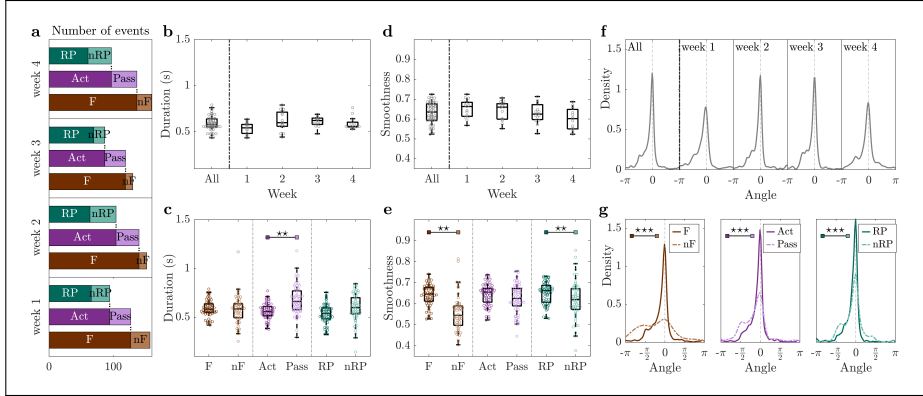 a
Number of events
week 4
RP
nRP
Act
Pass
F
nF
week 3
RP
nRP
Act
Pass
F
nF
week 2
RP
nRP
Act
Pass
F
nF
week 1
RP
nRP
Act
Pass
F
nF
0
100
b
Duration (s)
1.5
1
0.5
All
1
2
3
4
Week
c
Duration (s)
1.5
1
0.5
0.1
★★
F
nF
Act
Pass
RP
nRP
d
Smoothness
0.9
0.8
0.7
0.6
0.5
0.4
All
1
2
3
4
Week
e
Smoothness
0.9
0.8
0.7
0.6
0.5
0.4
★★
★★
F
nF
Act
Pass
RP
nRP
f
All
week 1
week 2
week 3
week 4
Density
1.5
1
0.5
0
-π 0 -π 0 -π 0 -π 0 -π 0 π
Angle
g
Density
1.5
1
0.5
0
★★★
F
nF
-π -π/2 0 π/2 π
Angle
★★★
Act
Pass
-π -π/2 0 π/2 π
Angle
★★★
RP
nRP
-π -π/2 0 π/2 π
Angle